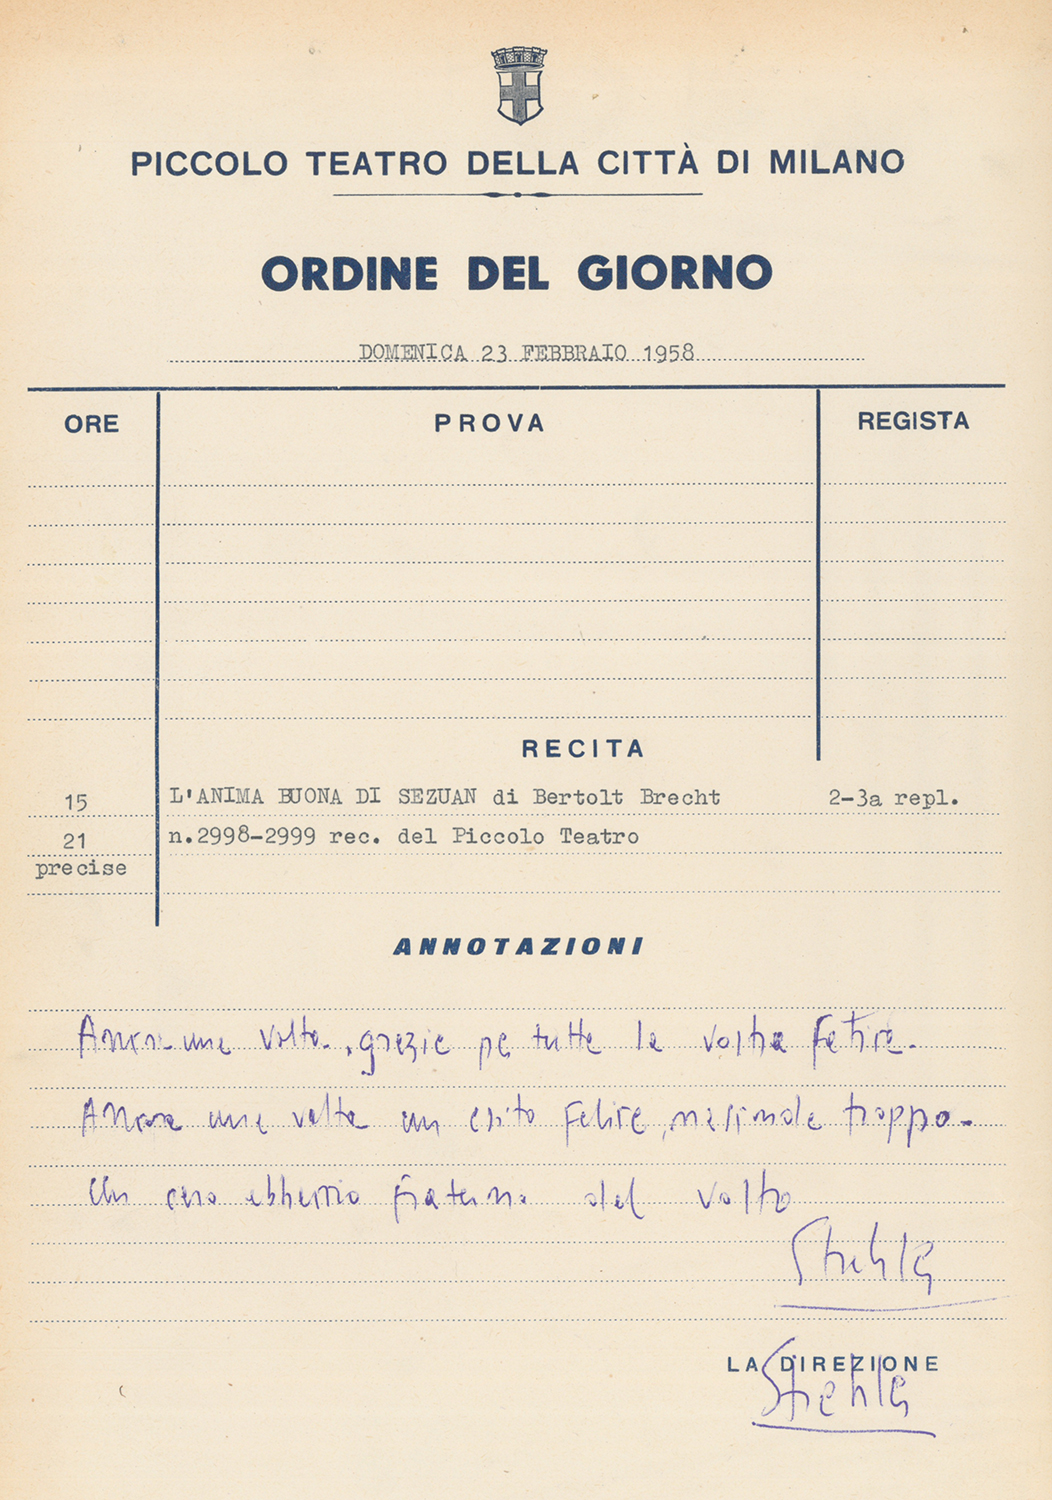 PICCOLO TEATRO DELLA CITTÀ DI MILANO
ORDINE DEL GIORNO
DOMENICA 23 FEBBRAIO 1958
ORE PROVA REGISTA
RECITA
15 L'ANIMA BUONA DI SEZUAN di Bertolt Brecht 2-3a repl.
21 n.2998-2999 rec. del Piccolo Teatro
precise
ANNOTAZIONI
Ancora una volta, grazie per tutte le vostre fatiche.
Ancora una volta un esito felice, nazionale troppo.
Un caro abbraccio fraterno dal vostro
Strehler
LA DIREZIONE
Strehler